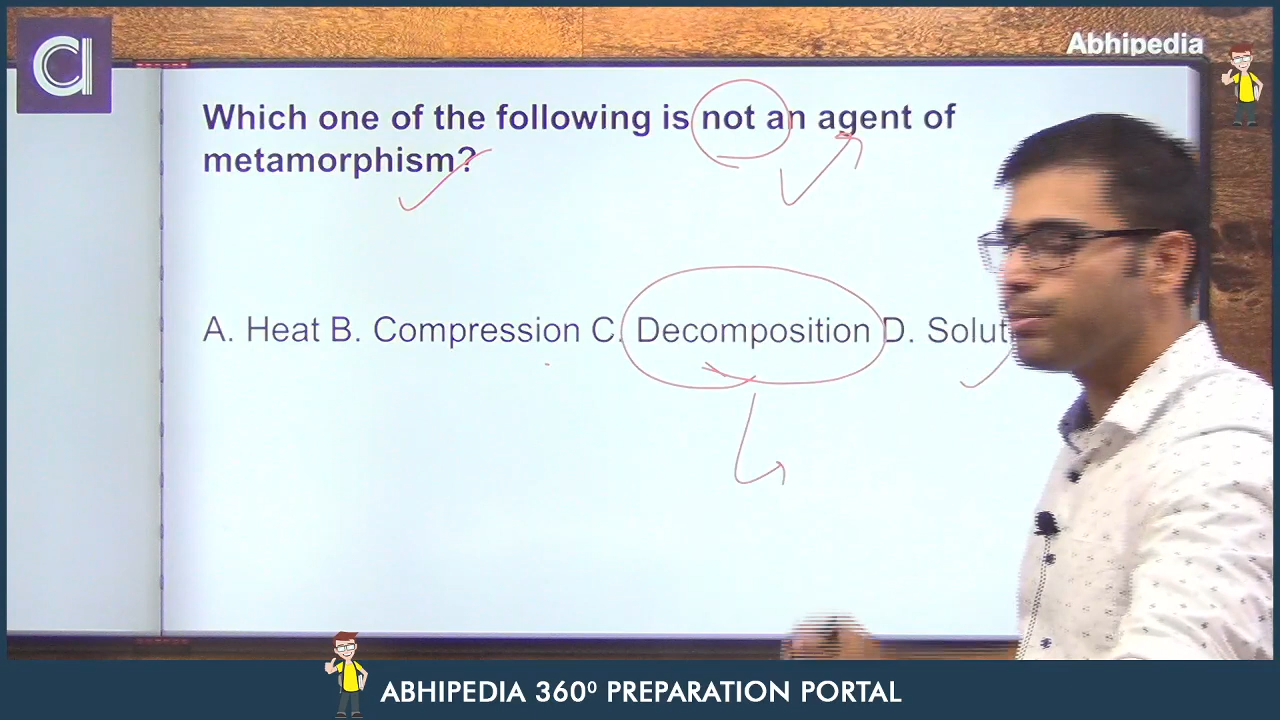 Abhipedia
Which one of the following is not an agent of
metamorphism?
A. Heat B. Compression C. Decomposition D.
ABHIPEDIA 360⁰ PREPARATION PORTAL